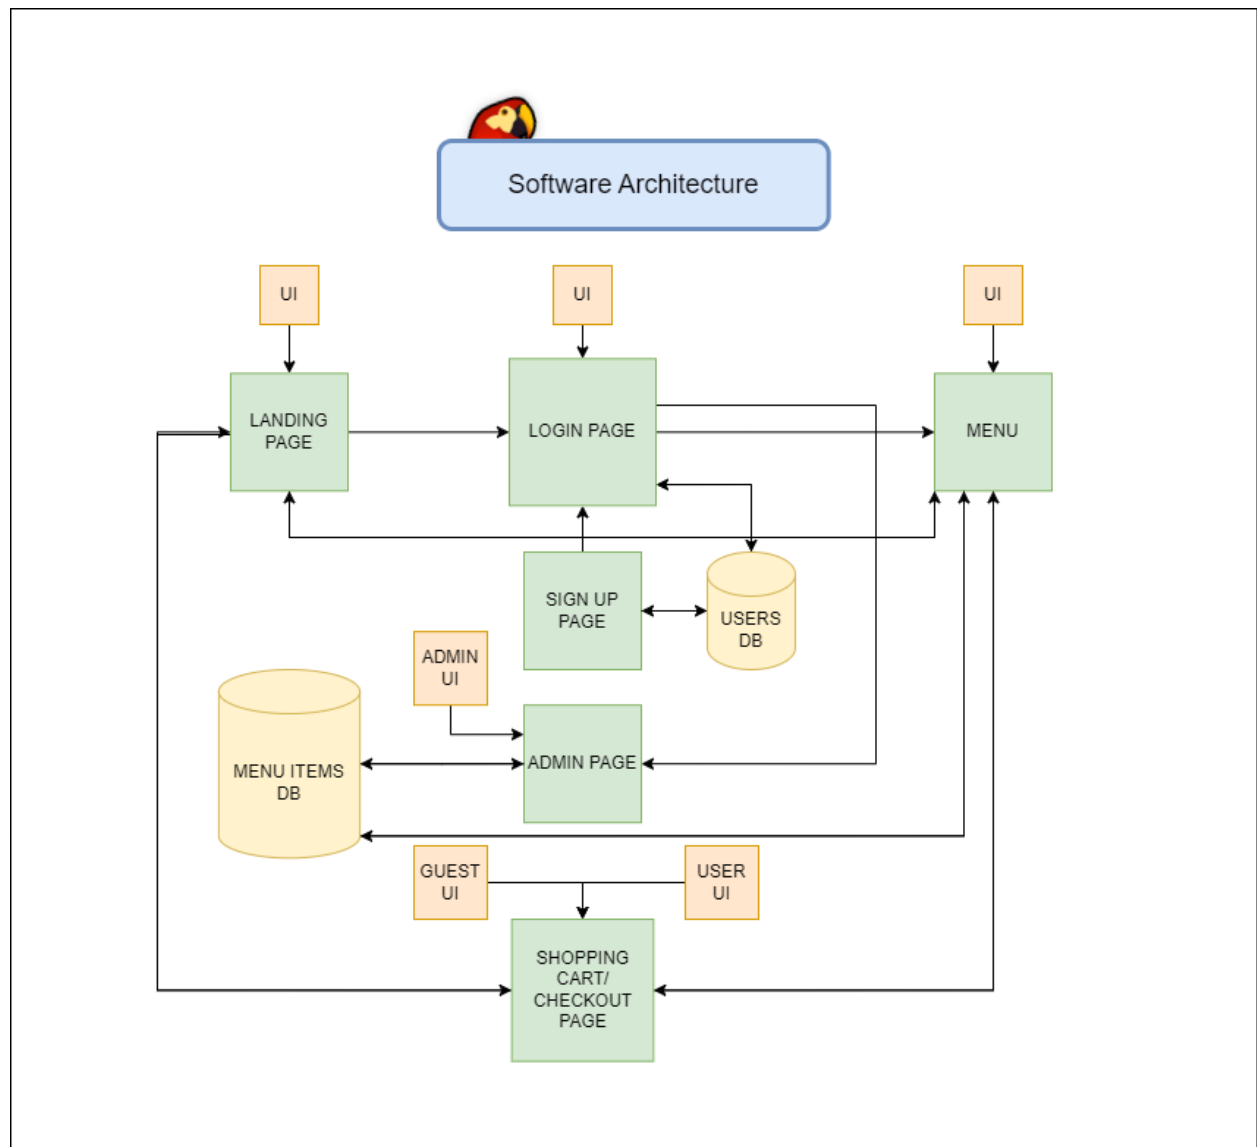 Software Architecture
UI
UI
UI
LANDING
PAGE
LOGIN PAGE
MENU
SIGN UP
PAGE
USERS
DB
ADMIN
UI
MENU ITEMS
DB
ADMIN PAGE
GUEST
UI
USER
UI
SHOPPING
CART/
CHECKOUT
PAGE